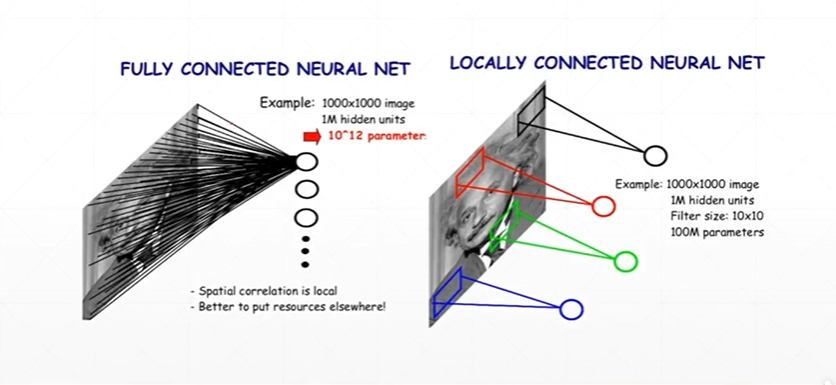 FULLY CONNECTED NEURAL NET
Example: 1000x1000 image
1M hidden units
10^12 parameter
- Spatial correlation is local
- Better to put resources elsewhere!
LOCALLY CONNECTED NEURAL NET
Example: 1000x1000 image
1M hidden units
Filter size: 10x10
100M parameters